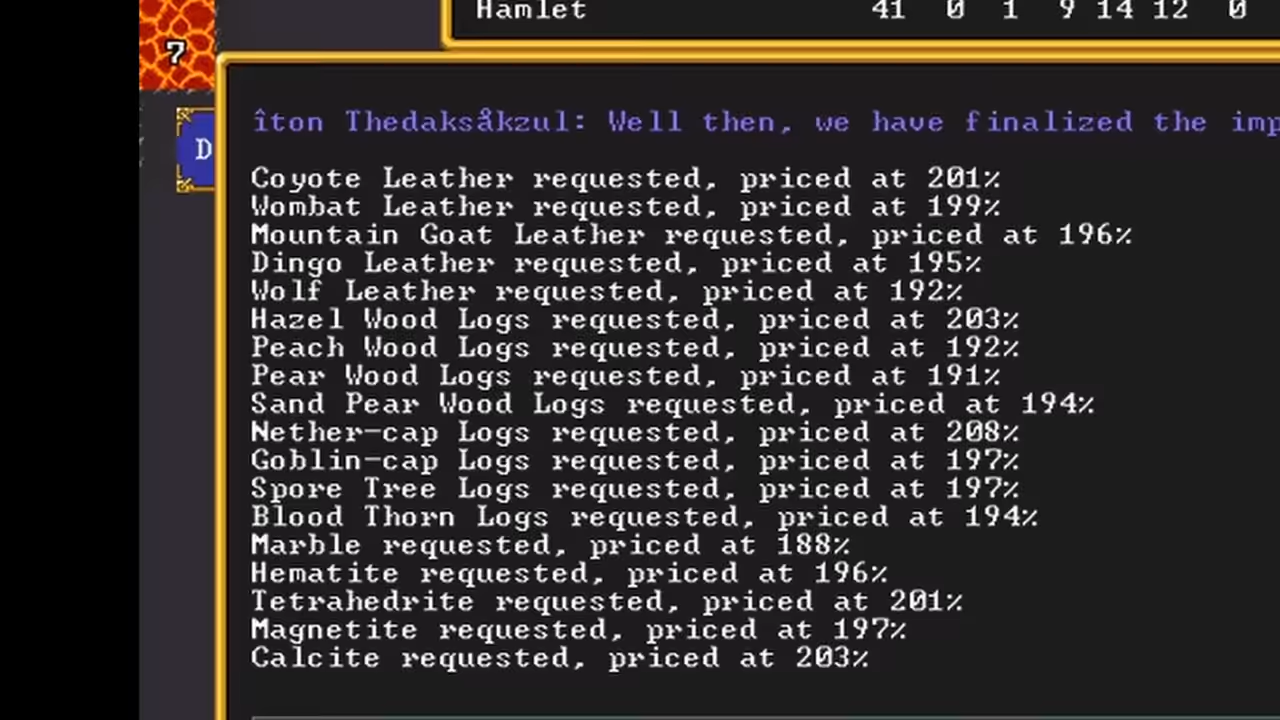 Hamlet 41 0 1 9 14 12 0
7
îton Thedaksåkzul: Well then, we have finalized the imp
D
Coyote Leather requested, priced at 201%
Wombat Leather requested, priced at 199%
Mountain Goat Leather requested, priced at 196%
Dingo Leather requested, priced at 195%
Wolf Leather requested, priced at 192%
Hazel Wood Logs requested, priced at 203%
Peach Wood Logs requested, priced at 192%
Pear Wood Logs requested, priced at 191%
Sand Pear Wood Logs requested, priced at 194%
Nether-cap Logs requested, priced at 208%
Goblin-cap Logs requested, priced at 197%
Spore Tree Logs requested, priced at 197%
Blood Thorn Logs requested, priced at 194%
Marble requested, priced at 188%
Hematite requested, priced at 196%
Tetrahedrite requested, priced at 201%
Magnetite requested, priced at 197%
Calcite requested, priced at 203%